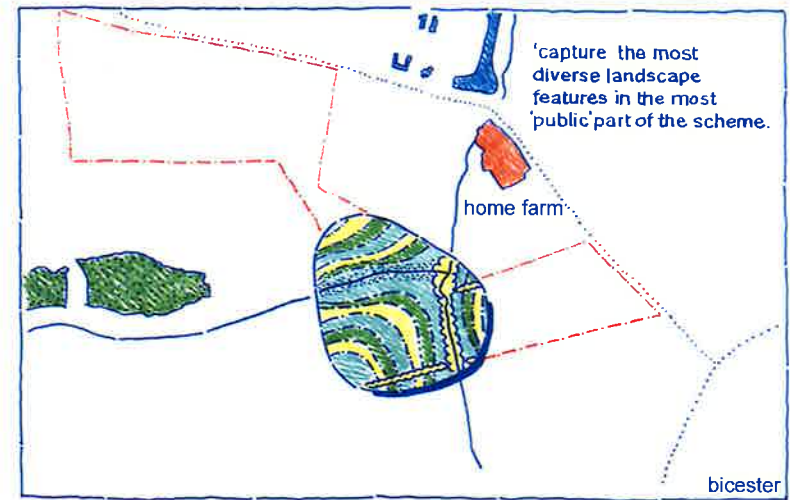 'capture the most
diverse landscape
features in the most
'public' part of the scheme.
home farm
bicester